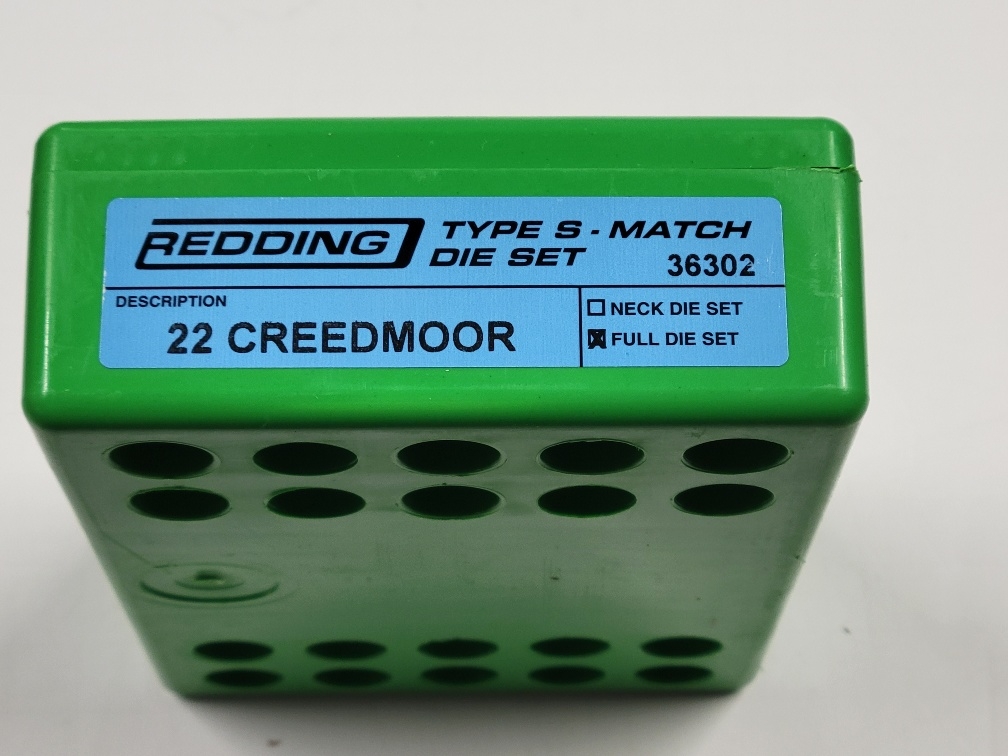 REDDING
TYPE S - MATCH
DIE SET
36302
DESCRIPTION
22 CREEDMOOR
☐ NECK DIE SET
☒ FULL DIE SET